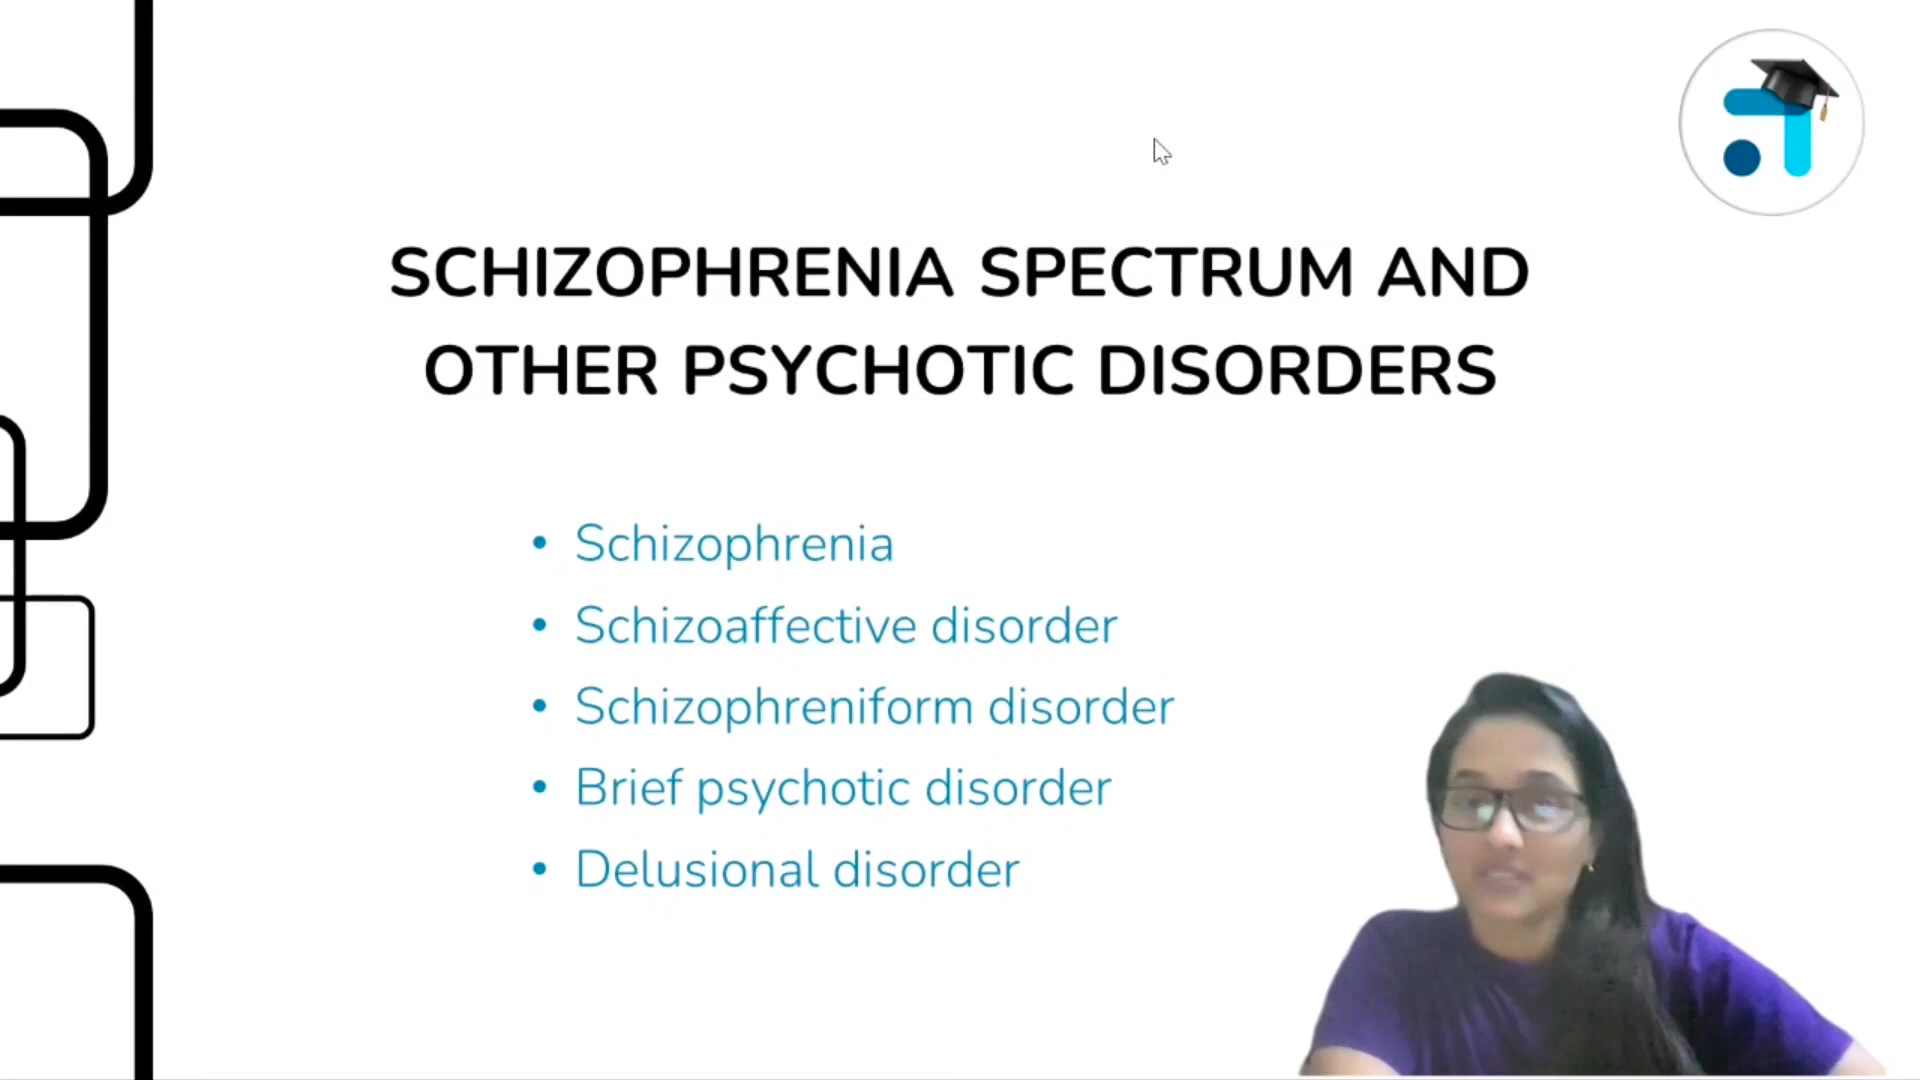 SCHIZOPHRENIA SPECTRUM AND
OTHER PSYCHOTIC DISORDERS
• Schizophrenia
• Schizoaffective disorder
• Schizophreniform disorder
• Brief psychotic disorder
• Delusional disorder